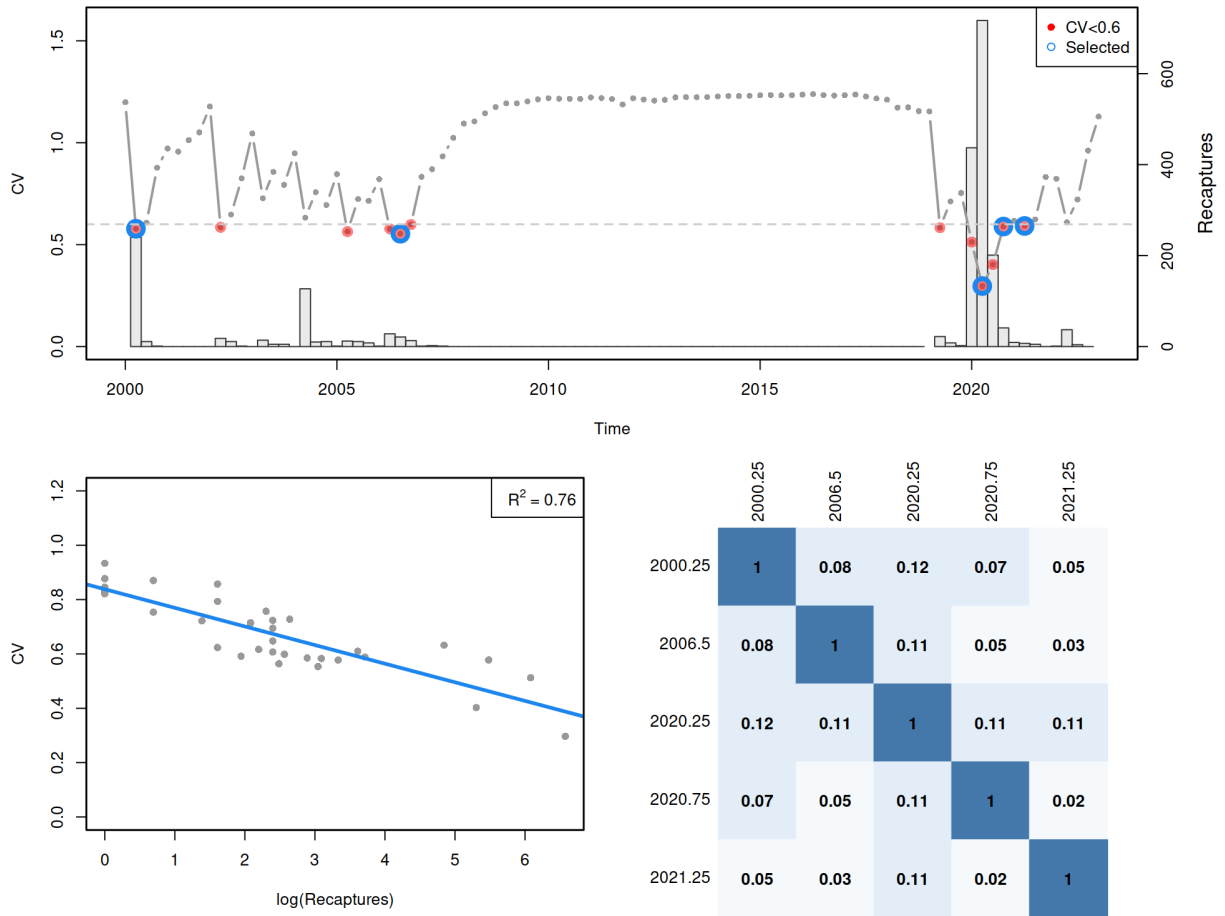 CV<0.6
Selected
1.5
1.0
0.5
0.0
CV
600
400
200
0
Recaptures
2000 2005 2010 2015 2020
Time
R2 = 0.76
1.2
1.0
0.8
0.6
0.4
0.2
0.0
CV
0 1 2 3 4 5 6
log(Recaptures)
2000.25 2006.5 2020.25 2020.75 2021.25
2000.25 1 0.08 0.12 0.07 0.05
2006.5 0.08 1 0.11 0.05 0.03
2020.25 0.12 0.11 1 0.11 0.11
2020.75 0.07 0.05 0.11 1 0.02
2021.25 0.05 0.03 0.11 0.02 1